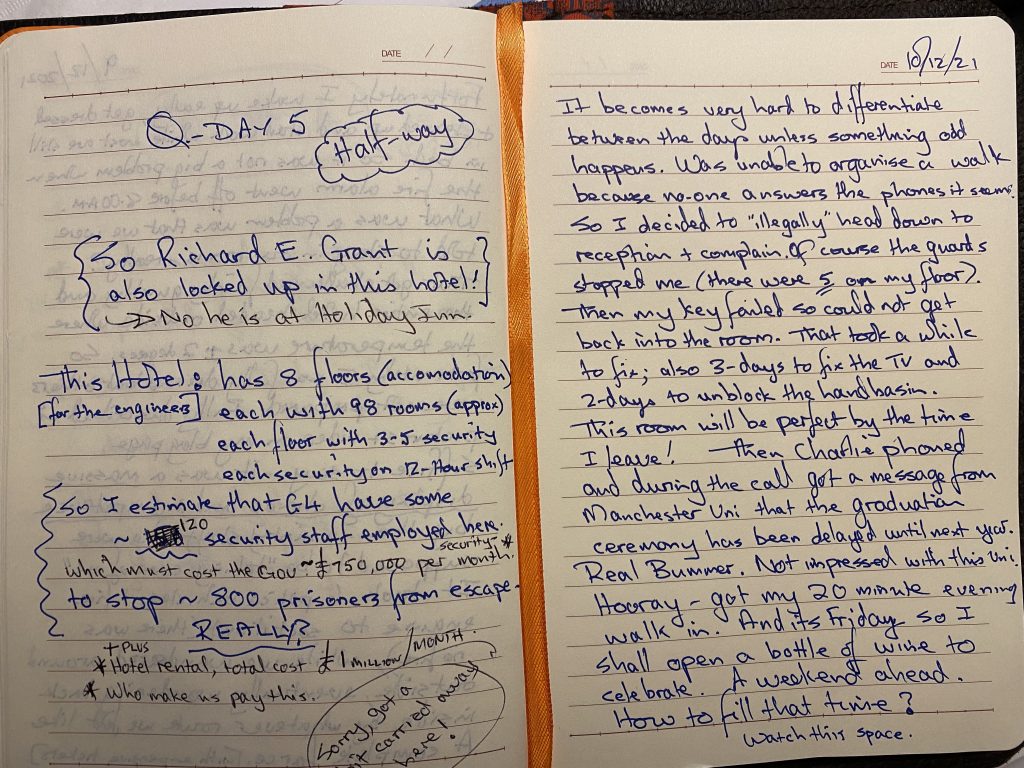 DATE / /
Q - DAY 5
Half-way
So Richard E. Grant is
also locked up in this hotel!
→ No he is at Holiday Inn.
This Hotel: has 8 floors (accomodation)
[for the engineers] each with 98 rooms (approx)
each floor with 3-5 security
each security on 12-Hour shift
So I estimate that G4 have some
~ 120 security staff employed here.
which must cost the Gov. ~ £750,000 per month. security *
to stop ~ 800 prisoners from escape.
REALLY?
+ PLUS
* Hotel rental, total cost £1 MILLION/MONTH.
* Who make us pay this.
Sorry, got a
bit carried away
here!
DATE 10/12/21
It becomes very hard to differentiate
between the days unless something odd
happens. Was unable to organise a walk
because no-one answers the phones it seems.
So I decided to "illegally" head down to
reception + complain. Of course the guards
stopped me (there were 5 on my floor).
Then my key failed so could not get
back into the room. That took a while
to fix; also 3-days to fix the TV and
2-days to unblock the handbasin.
This room will be perfect by the time
I leave! Then Charlie phoned
and during the call got a message from
Manchester Uni that the graduation
ceremony has been delayed until next year.
Real Bummer. Not impressed with this Uni.
Hooray - got my 20 minute evening
walk in. And its Friday so I
shall open a bottle of wine to
celebrate. A weekend ahead.
How to fill that time?
Watch this space.